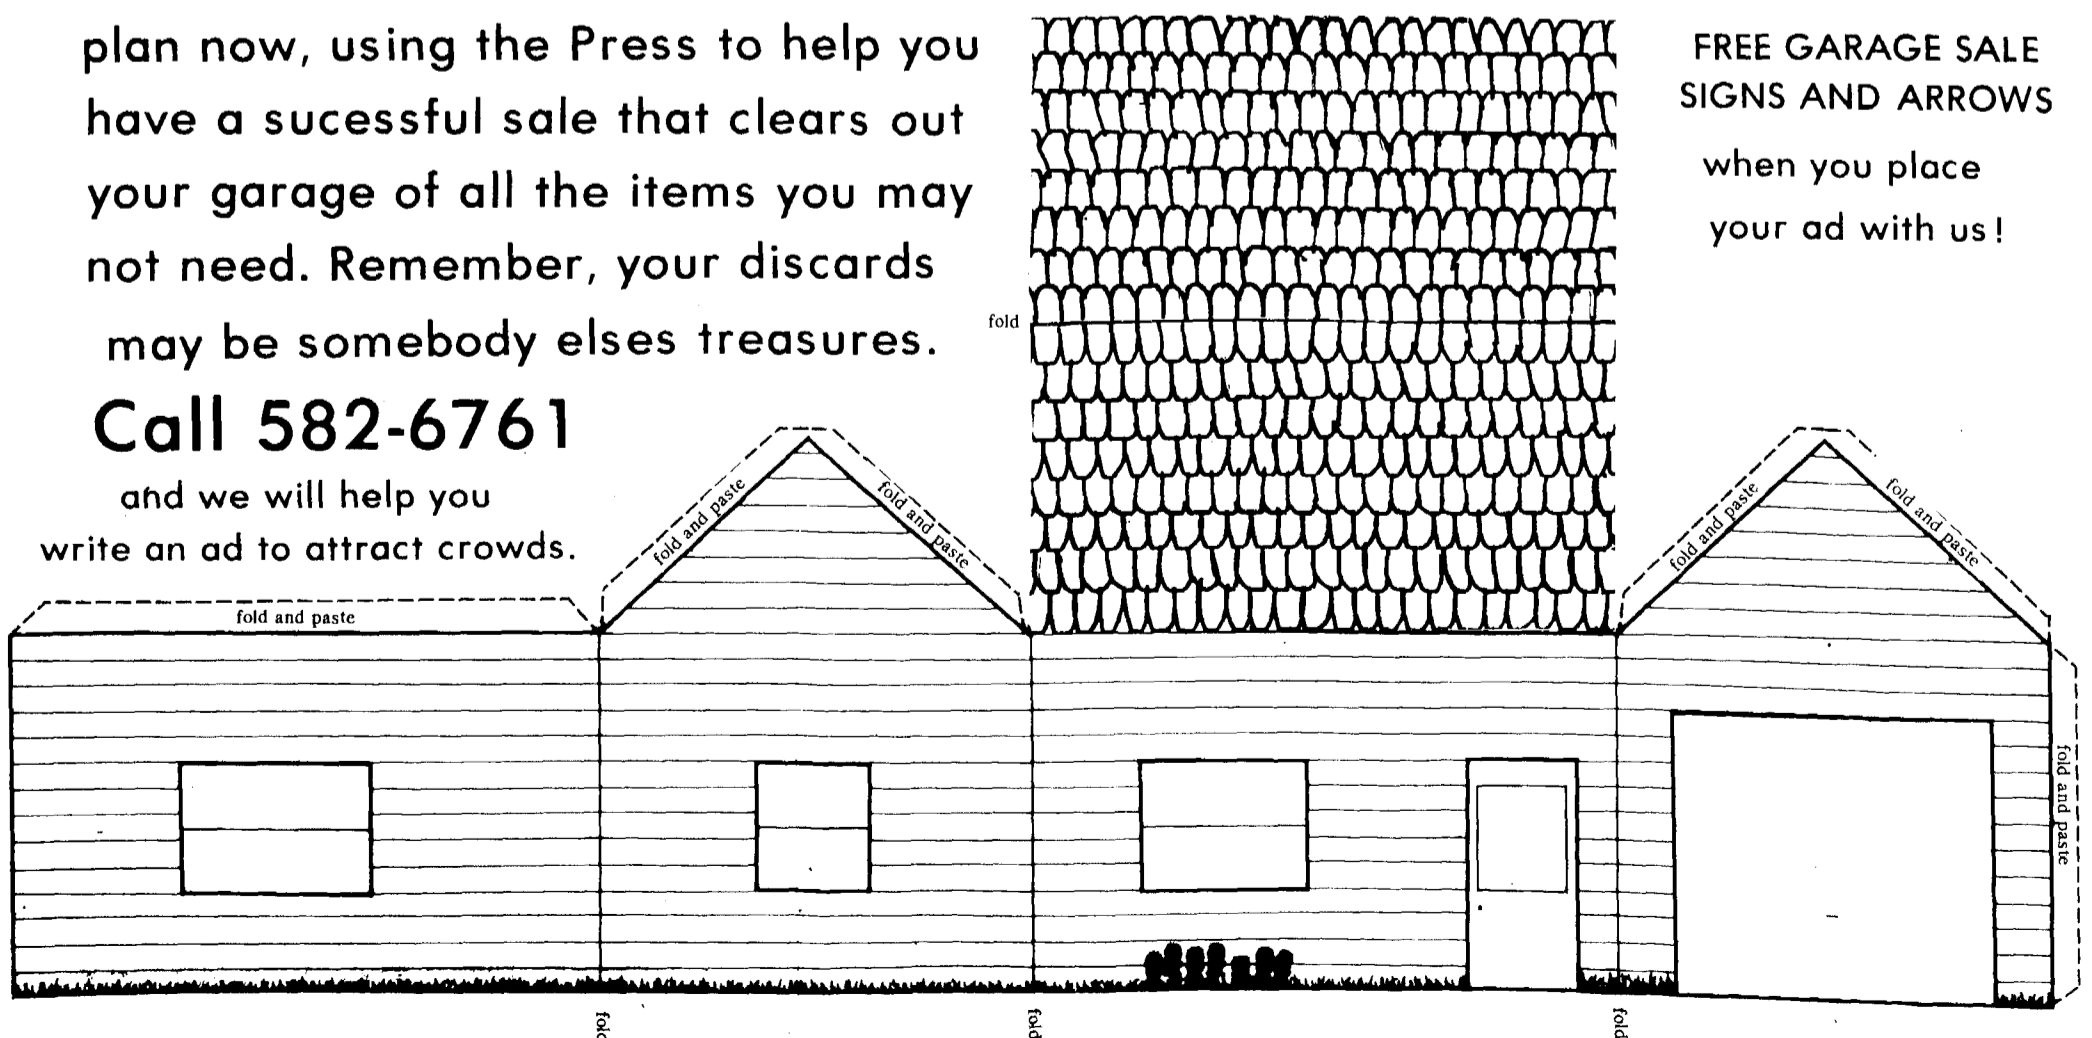 plan now, using the Press to help you
have a sucessful sale that clears out
your garage of all the items you may
not need. Remember, your discards
may be somebody elses treasures.
Call 582-6761
and we will help you
write an ad to attract crowds.
FREE GARAGE SALE
SIGNS AND ARROWS
when you place
your ad with us!
fold
fold and paste
fold and paste
fold and paste
fold and paste
fold and paste
fold and paste
fold
fold
fold